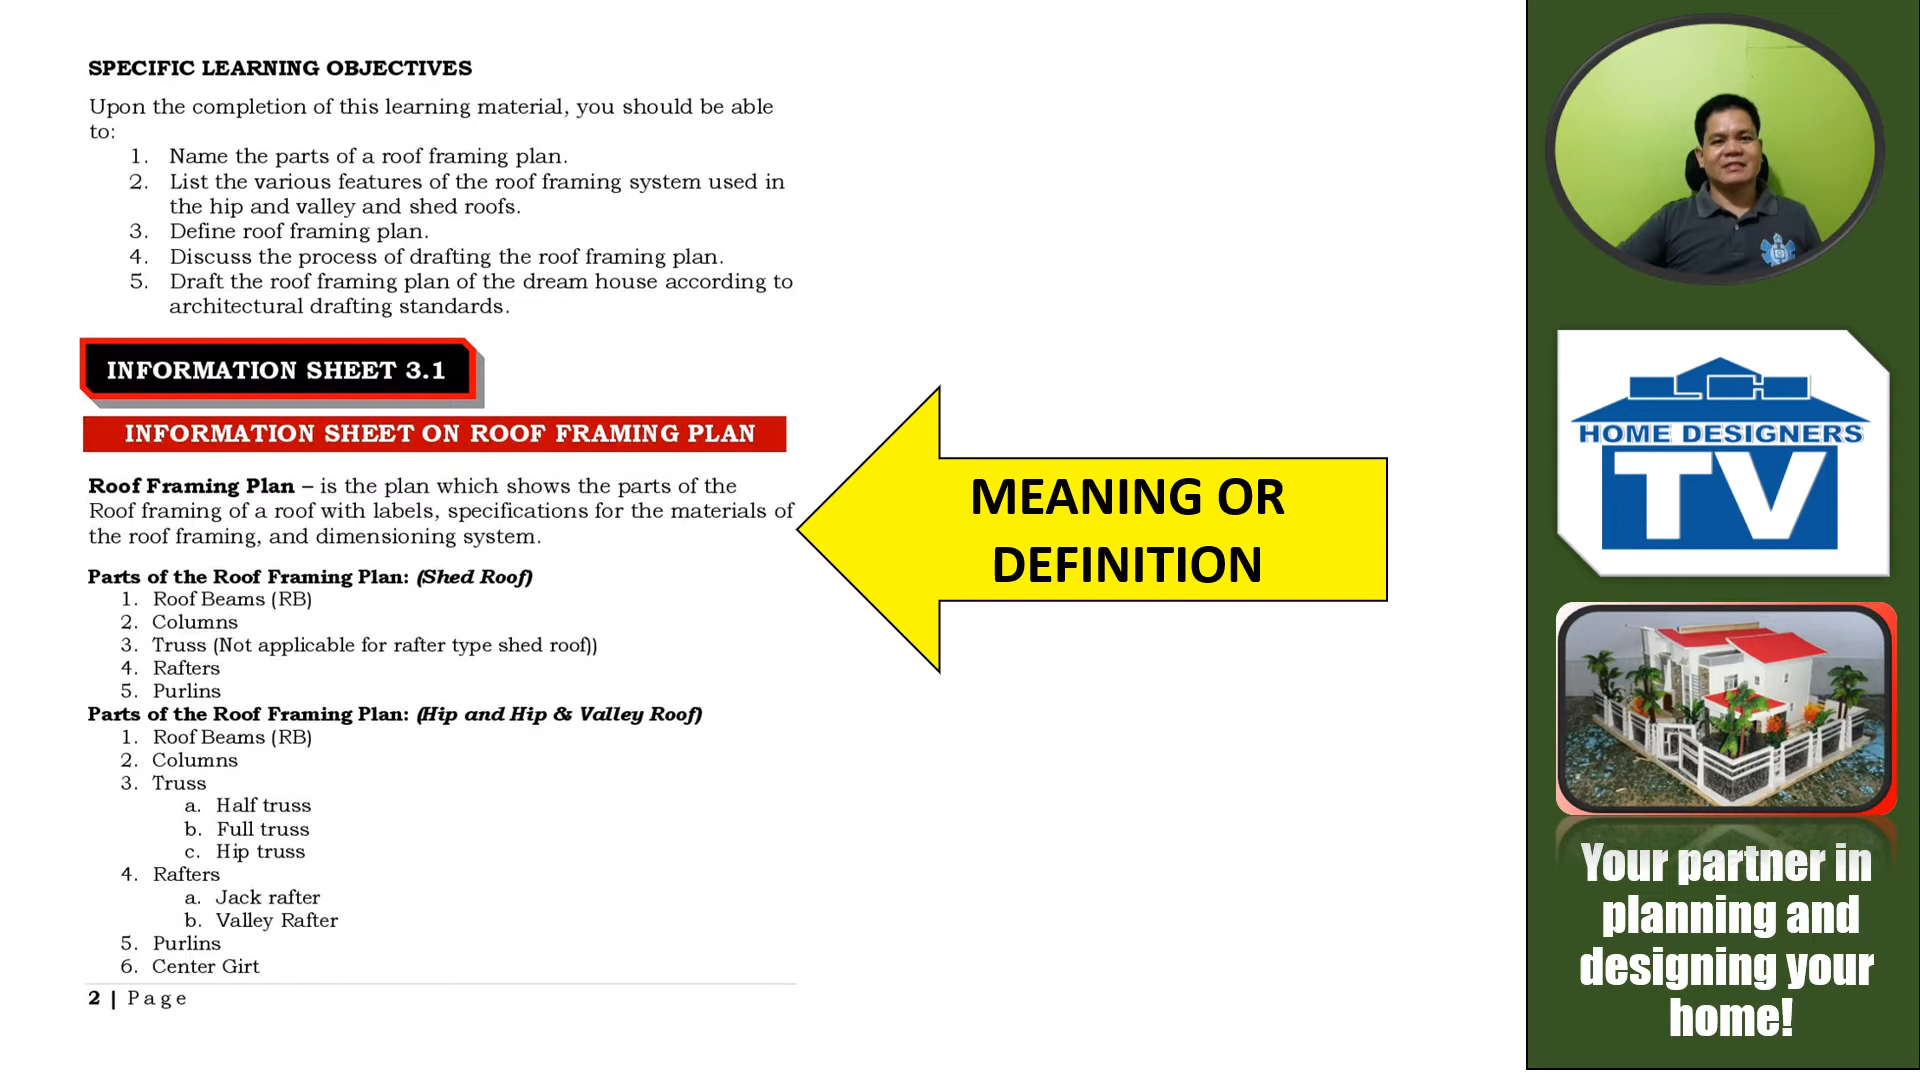 SPECIFIC LEARNING OBJECTIVES
Upon the completion of this learning material, you should be able
to:
1. Name the parts of a roof framing plan.
2. List the various features of the roof framing system used in
the hip and valley and shed roofs.
3. Define roof framing plan.
4. Discuss the process of drafting the roof framing plan.
5. Draft the roof framing plan of the dream house according to
architectural drafting standards.
INFORMATION SHEET 3.1
INFORMATION SHEET ON ROOF FRAMING PLAN
Roof Framing Plan – is the plan which shows the parts of the
Roof framing of a roof with labels, specifications for the materials of
the roof framing, and dimensioning system.
Parts of the Roof Framing Plan: (Shed Roof)
1. Roof Beams (RB)
2. Columns
3. Truss (Not applicable for rafter type shed roof))
4. Rafters
5. Purlins
Parts of the Roof Framing Plan: (Hip and Hip & Valley Roof)
1. Roof Beams (RB)
2. Columns
3. Truss
a. Half truss
b. Full truss
c. Hip truss
4. Rafters
a. Jack rafter
b. Valley Rafter
5. Purlins
6. Center Girt
2 | Page
MEANING OR
DEFINITION
LCH
HOME DESIGNERS
TV
Your partner in
planning and
designing your
home!